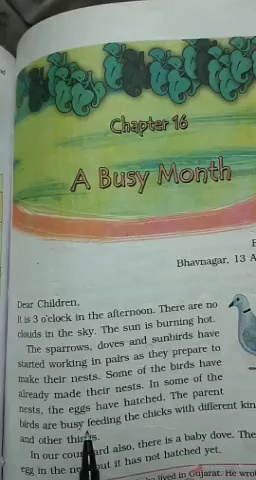 Chapter 16
A Busy Month
Bhavnagar, 13 A
Dear Children,
It is 3 o'clock in the afternoon. There are no
clouds in the sky. The sun is burning hot.
The sparrows, doves and sunbirds have
started working in pairs as they prepare to
make their nests. Some of the birds have
already made their nests. In some of the
nests, the eggs have hatched. The parent
birds are busy feeding the chicks with different kin
and other things.
In our courtyard also, there is a baby dove. The
egg in the but it has not hatched yet.
lived in Gujarat. He wrote